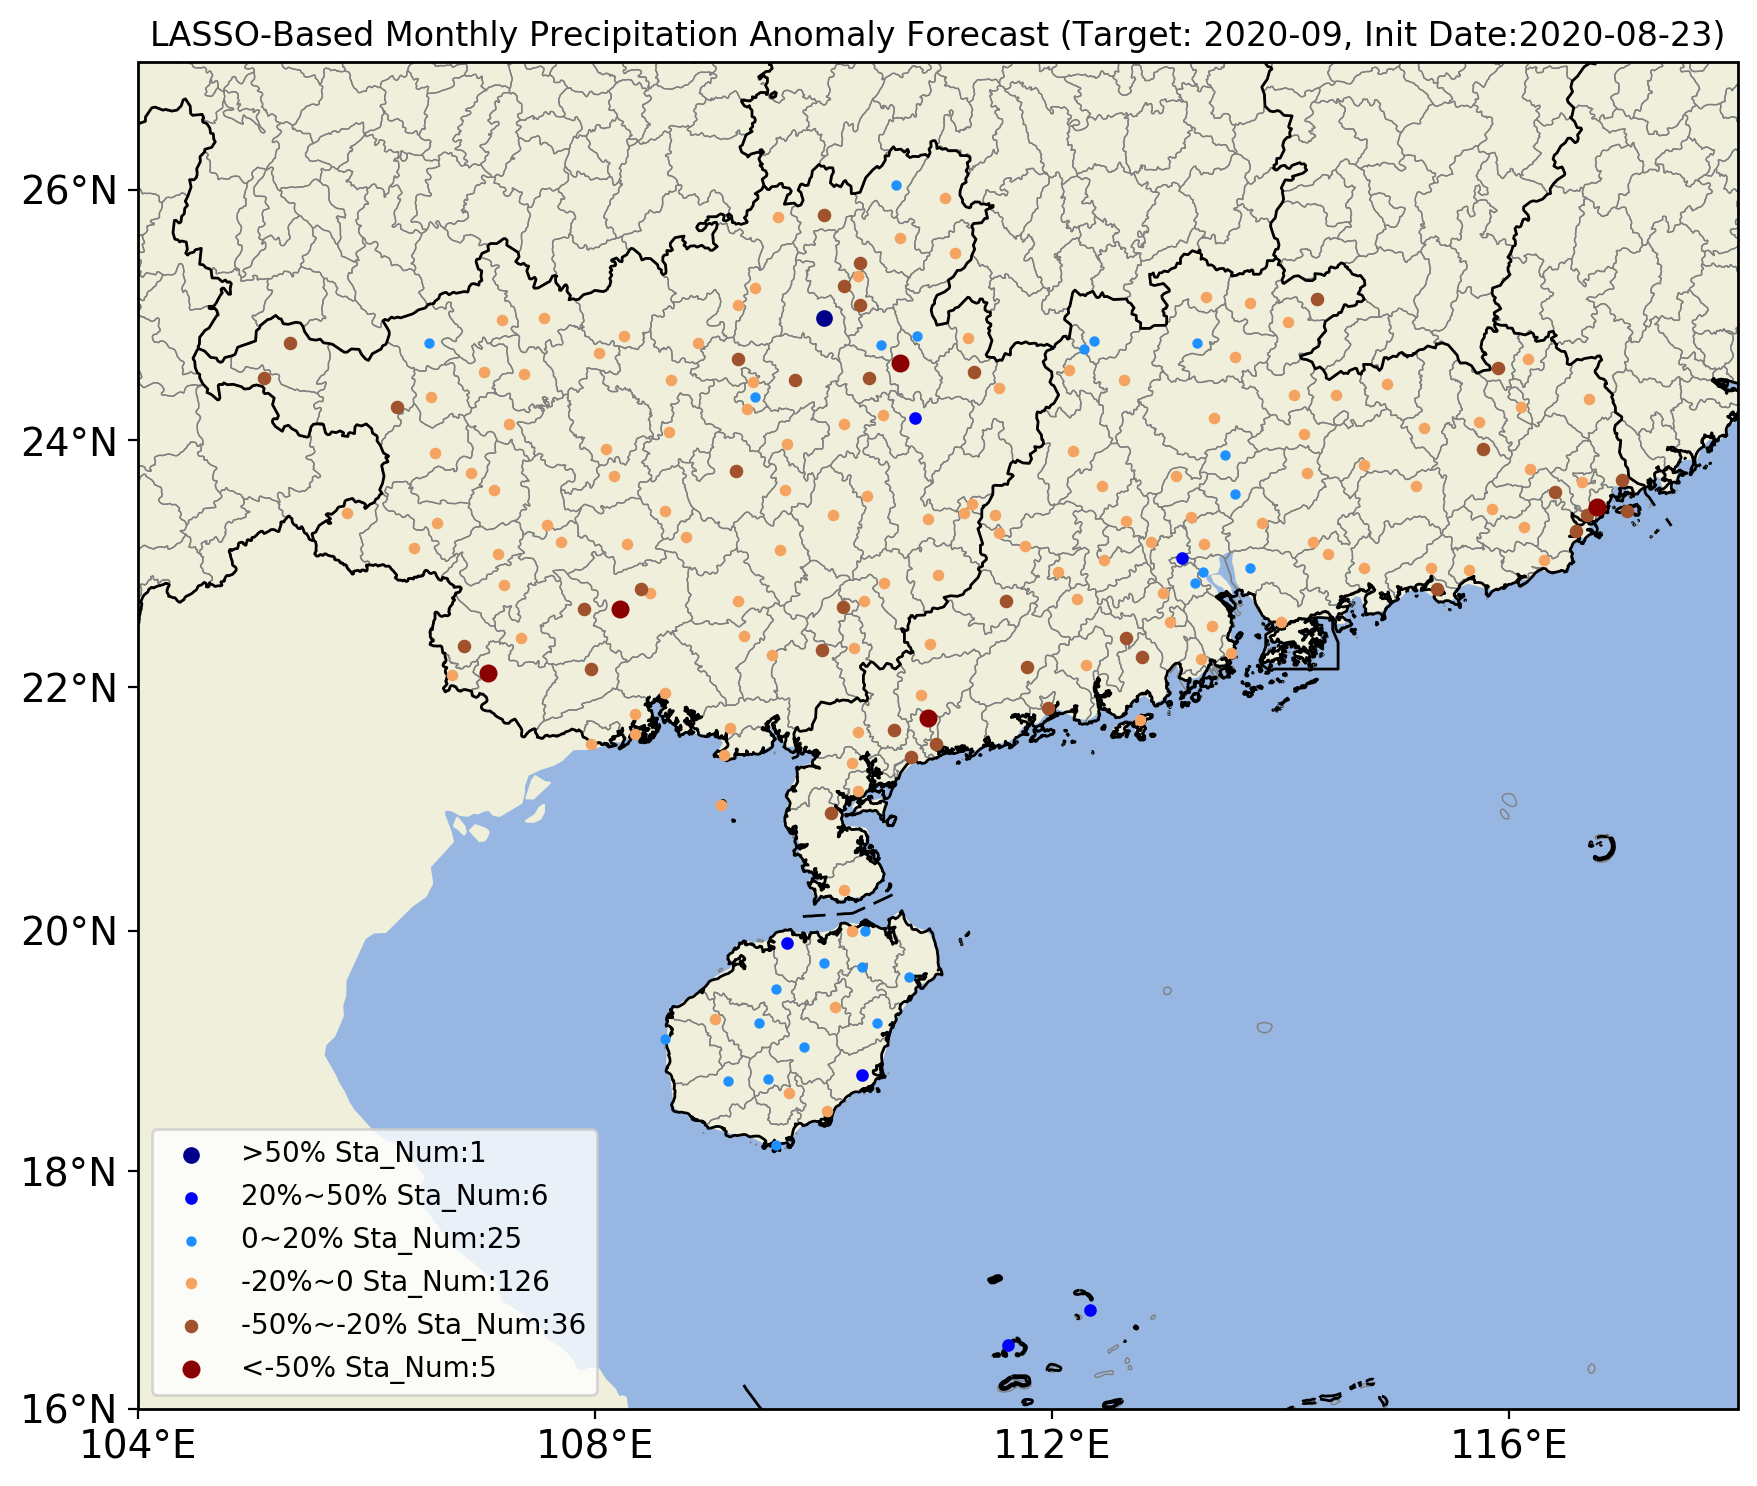 LASSO-Based Monthly Precipitation Anomaly Forecast (Target: 2020-09, Init Date:2020-08-23)
26°N
24°N
22°N
20°N
18°N
16°N
>50% Sta_Num:1
20%~50% Sta_Num:6
0~20% Sta_Num:25
-20%~0 Sta_Num:126
-50%~-20% Sta_Num:36
<-50% Sta_Num:5
104°E
108°E
112°E
116°E